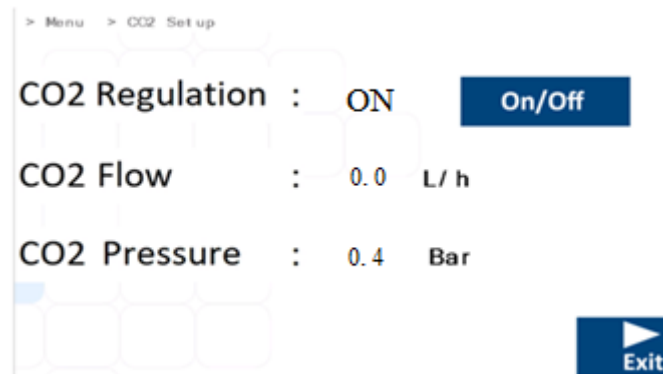 > Menu > CO2 Set up
CO2 Regulation : ON On/Off
CO2 Flow : 0.0 L/h
CO2 Pressure : 0.4 Bar
Exit